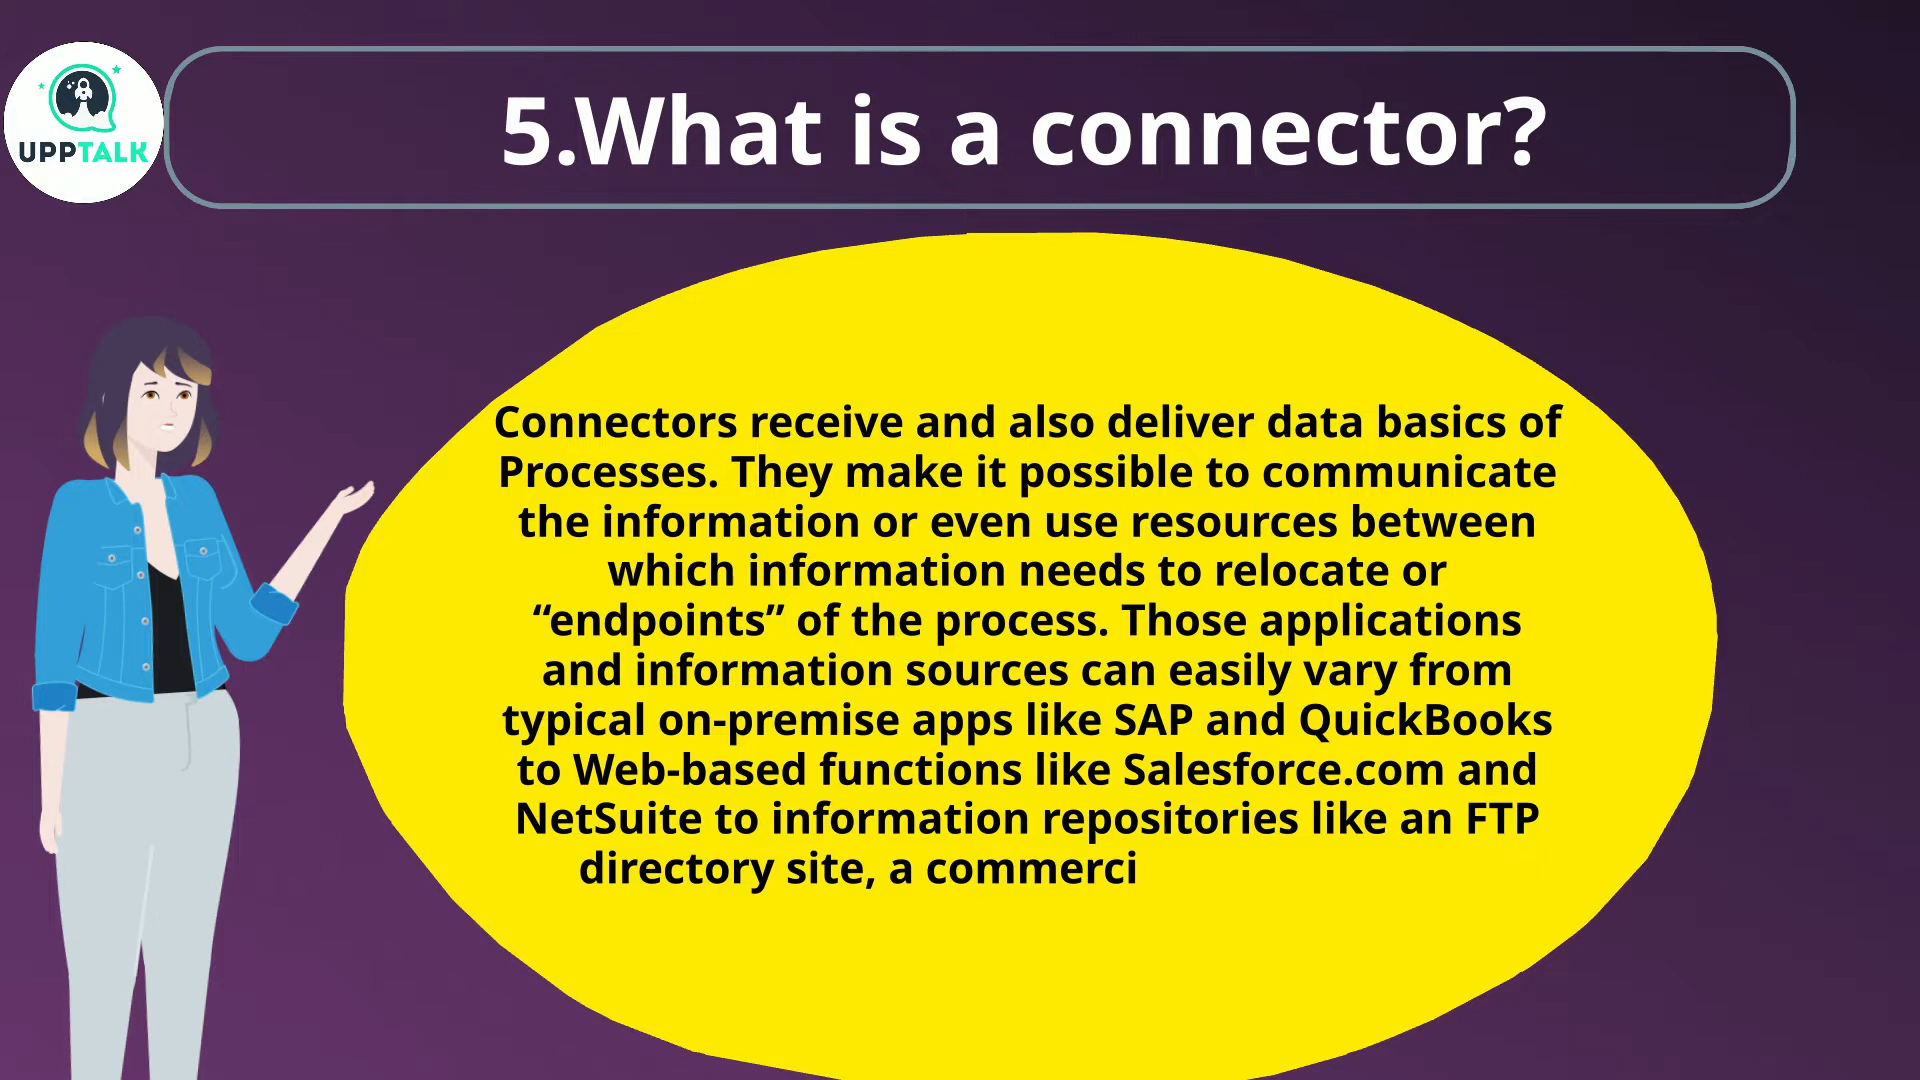 UPPTALK
5.What is a connector?
Connectors receive and also deliver data basics of
Processes. They make it possible to communicate
the information or even use resources between
which information needs to relocate or
“endpoints” of the process. Those applications
and information sources can easily vary from
typical on-premise apps like SAP and QuickBooks
to Web-based functions like Salesforce.com and
NetSuite to information repositories like an FTP
directory site, a commerci